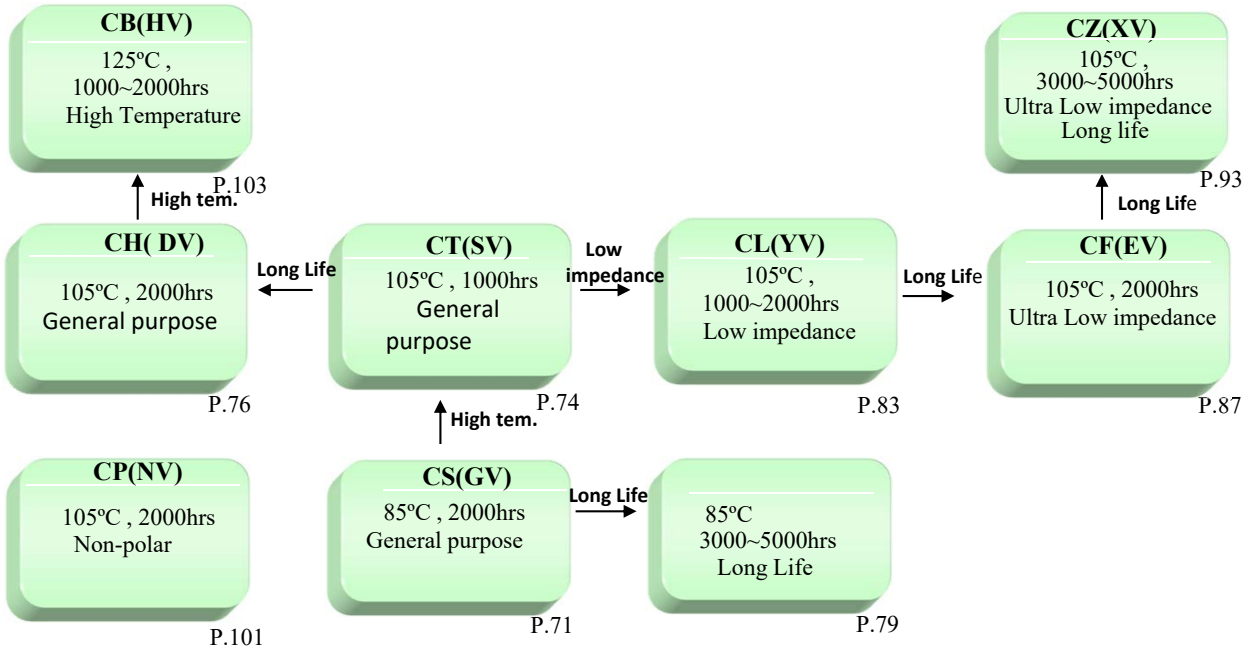 CB(HV)
125ºC ,
1000~2000hrs
High Temperature
P.103
CZ(XV)
105ºC ,
3000~5000hrs
Ultra Low impedance
Long life
P.93
High tem.
Long Life
CH( DV)
105ºC , 2000hrs
General purpose
P.76
Long Life
CT(SV)
105ºC , 1000hrs
General
purpose
P.74
Low
impedance
CL(YV)
105ºC ,
1000~2000hrs
Low impedance
P.83
Long Life
CF(EV)
105ºC , 2000hrs
Ultra Low impedance
P.87
High tem.
CP(NV)
105ºC , 2000hrs
Non-polar
P.101
CS(GV)
85ºC , 2000hrs
General purpose
P.71
Long Life
85ºC
3000~5000hrs
Long Life
P.79